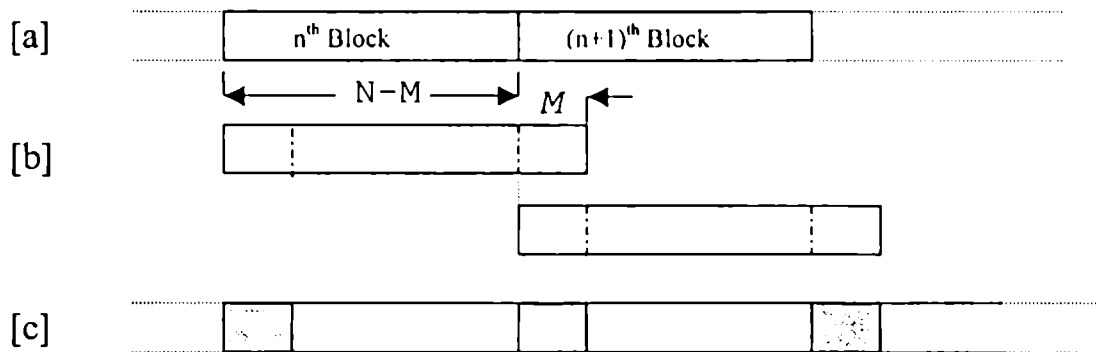 [a]
n^th Block
(n+1)^th Block
N-M
M
[b]
[c]